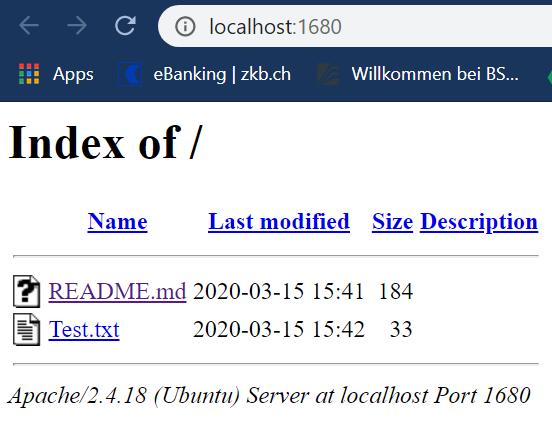 localhost:1680
Apps eBanking | zkb.ch Willkommen bei BS...
Index of /
Name Last modified Size Description
README.md 2020-03-15 15:41 184
Test.txt 2020-03-15 15:42 33
Apache/2.4.18 (Ubuntu) Server at localhost Port 1680